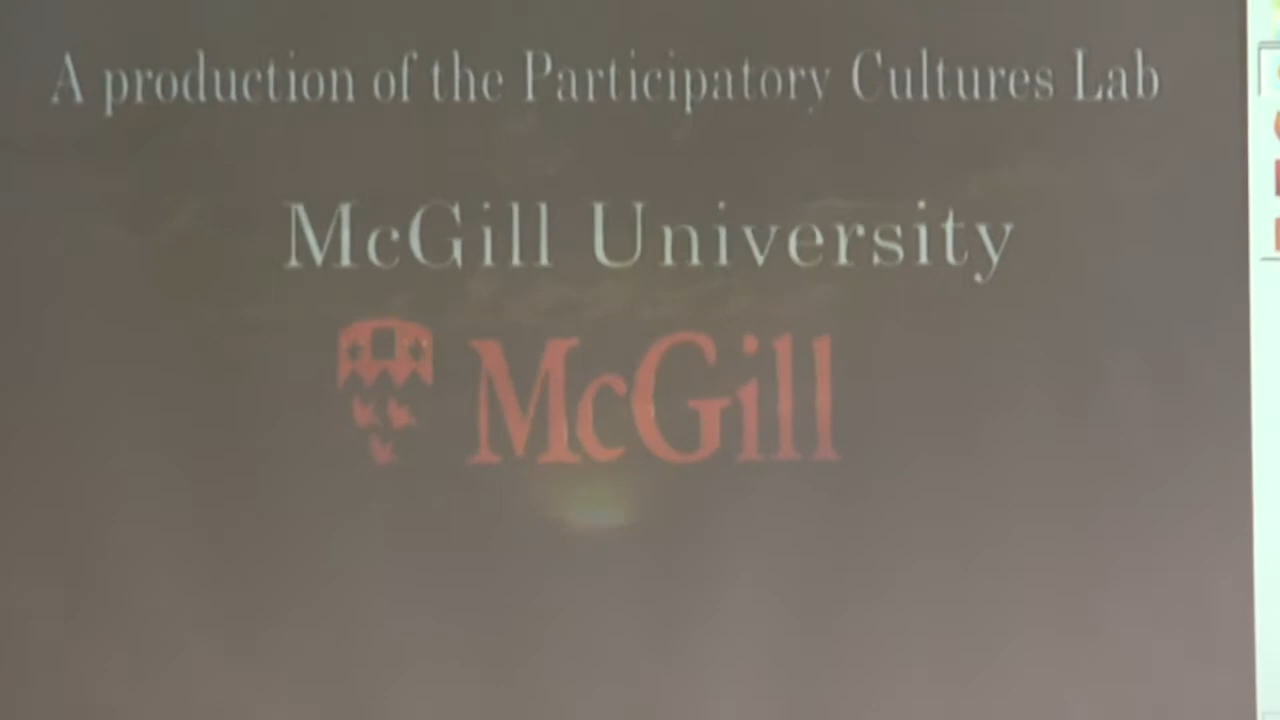 A production of the Participatory Cultures Lab
McGill University
McGill